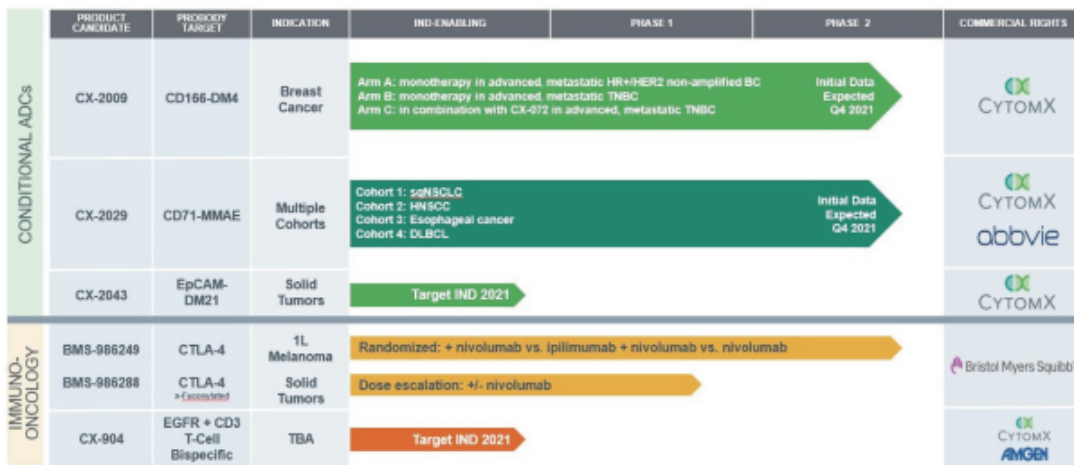 PRODUCT CANDIDATE
PROBODY TARGET
INDICATION
IND-ENABLING
PHASE 1
PHASE 2
COMMERCIAL RIGHTS
CONDITIONAL ADCs
CX-2009
CD166-DM4
Breast
Cancer
Arm A: monotherapy in advanced, metastatic HR+/HER2 non-amplified BC
Arm B: monotherapy in advanced, metastatic TNBC
Arm C: in combination with CX-072 in advanced, metastatic TNBC
Initial Data
Expected
Q4 2021
CYTOMX
CX-2029
CD71-MMAE
Multiple
Cohorts
Cohort 1: sqNSCLC
Cohort 2: HNSCC
Cohort 3: Esophageal cancer
Cohort 4: DLBCL
Initial Data
Expected
Q4 2021
CYTOMX
abbvie
CX-2043
EpCAM-
DM21
Solid
Tumors
Target IND 2021
CYTOMX
IMMUNO-
ONCOLOGY
BMS-986249
CTLA-4
1L
Melanoma
Randomized: + nivolumab vs. ipilimumab + nivolumab vs. nivolumab
Bristol Myers Squibb
BMS-986288
CTLA-4
a-Fucosylated
Solid
Tumors
Dose escalation: +/- nivolumab
CX-904
EGFR + CD3
T-Cell
Bispecific
TBA
Target IND 2021
CYTOMX
AMGEN